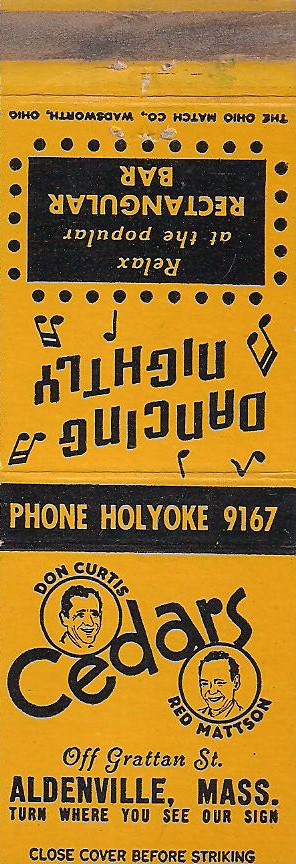 THE OHIO MATCH CO., WADSWORTH, OHIO
DANCING
NIGHTLY
Relax
at the popular
RECTANGULAR
BAR
PHONE HOLYOKE 9167
DON CURTIS
Cedars
RED MATTSON
Off Grattan St.
ALDENVILLE, MASS.
TURN WHERE YOU SEE OUR SIGN
CLOSE COVER BEFORE STRIKING